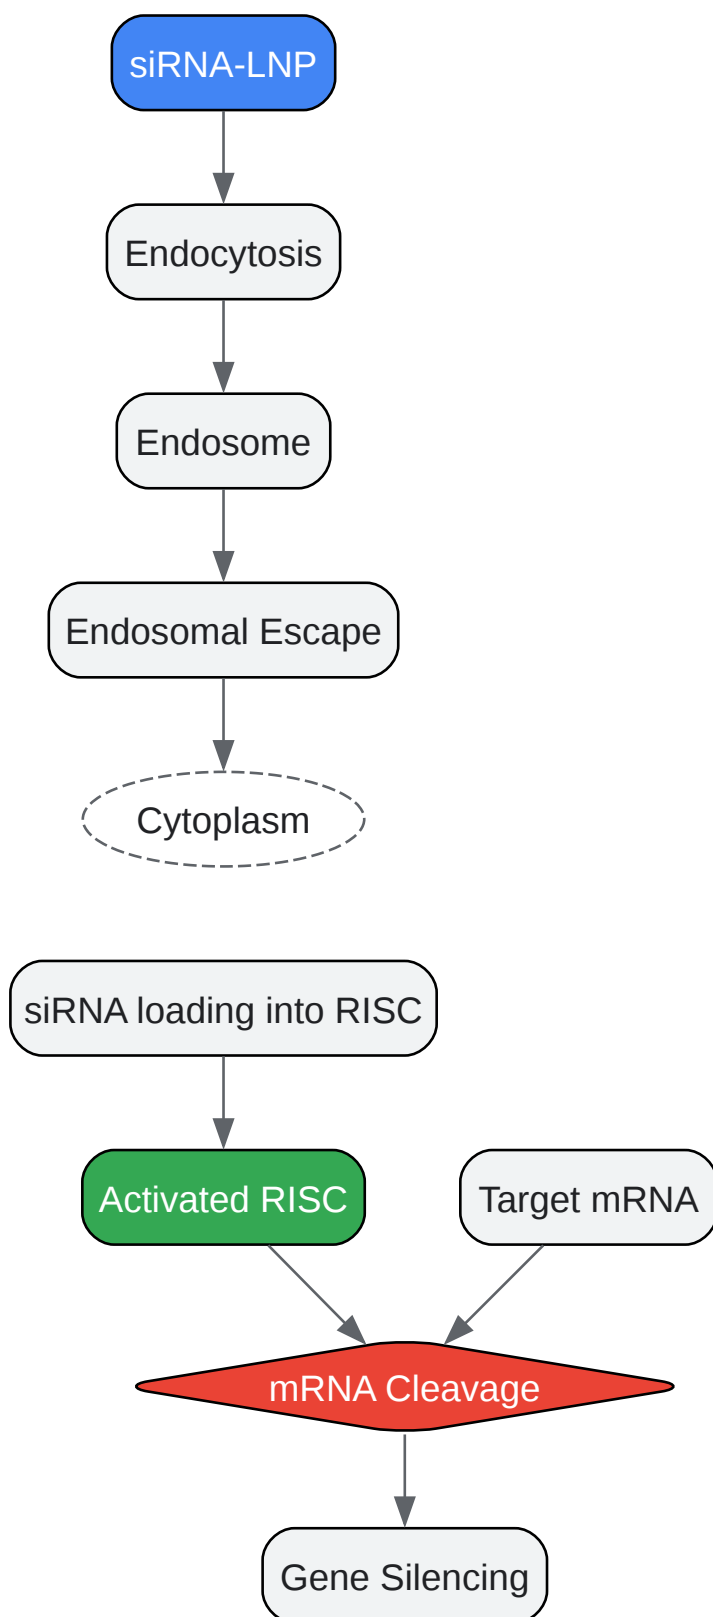 siRNA-LNP
Endocytosis
Endosome
Endosomal Escape
Cytoplasm
siRNA loading into RISC
Activated RISC
Target mRNA
mRNA Cleavage
Gene Silencing